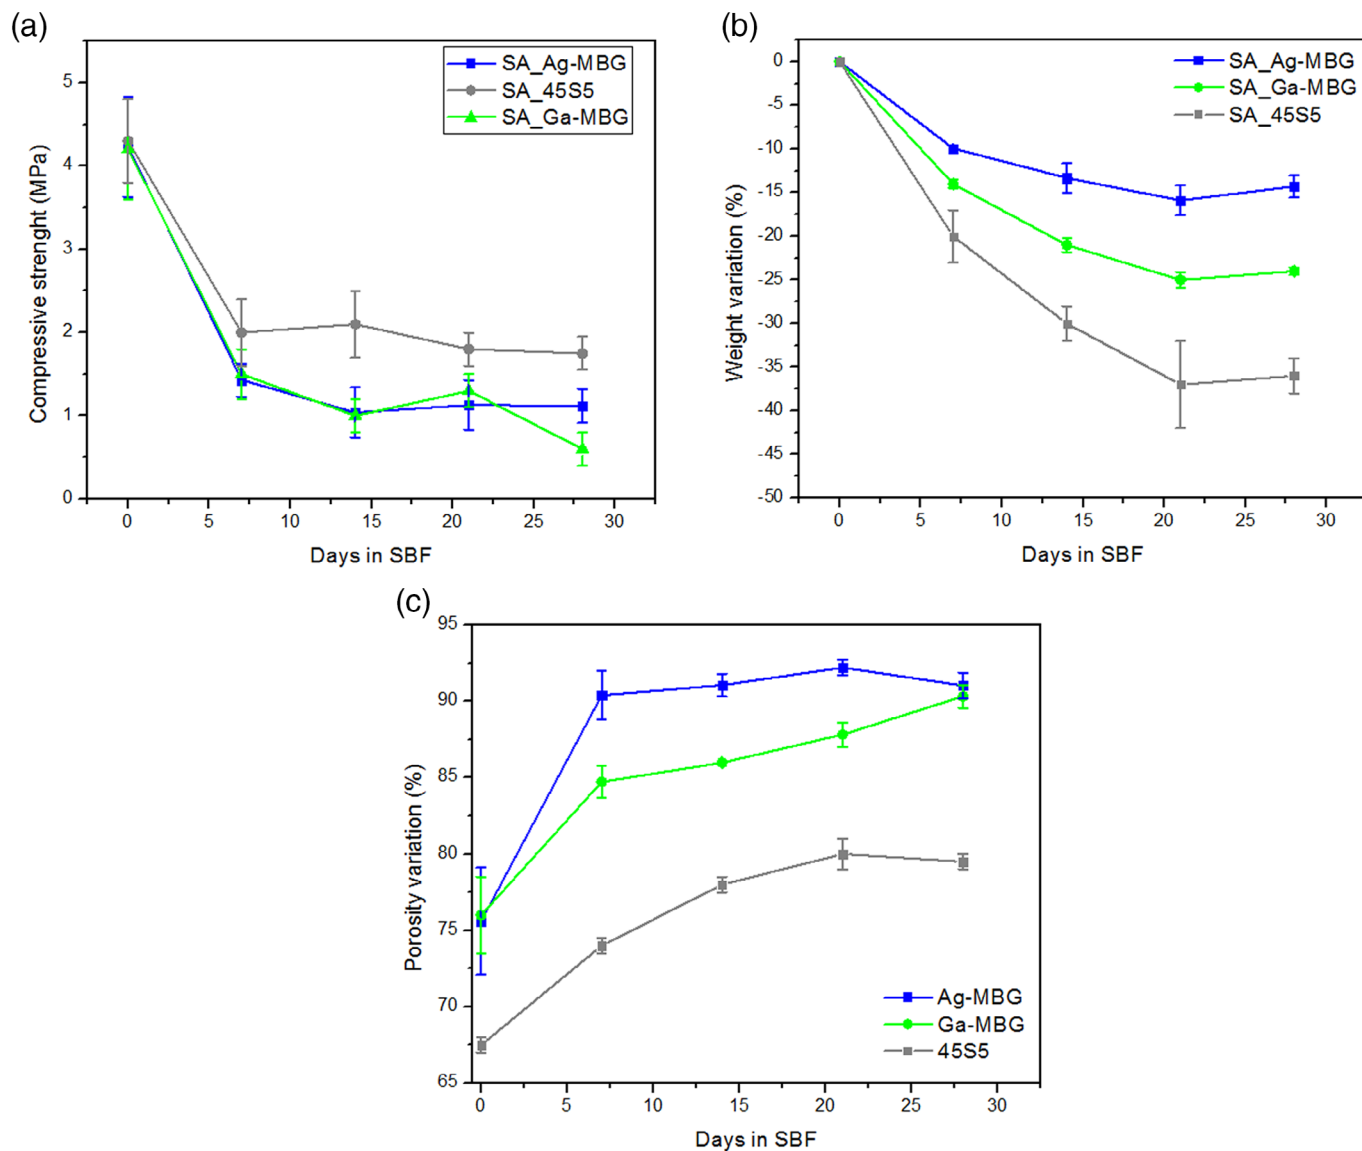 (a)
SA_Ag-MBG
SA_45S5
SA_Ga-MBG
Compressive strenght (MPa)
5
4
3
2
1
0
0 5 10 15 20 25 30
Days in SBF
(b)
SA_Ag-MBG
SA_Ga-MBG
SA_45S5
Weight variation (%)
0
-5
-10
-15
-20
-25
-30
-35
-40
-45
-50
0 5 10 15 20 25 30
Days in SBF
(c)
Porosity variation (%)
95
90
85
80
75
70
65
Ag-MBG
Ga-MBG
45S5
0 5 10 15 20 25 30
Days in SBF